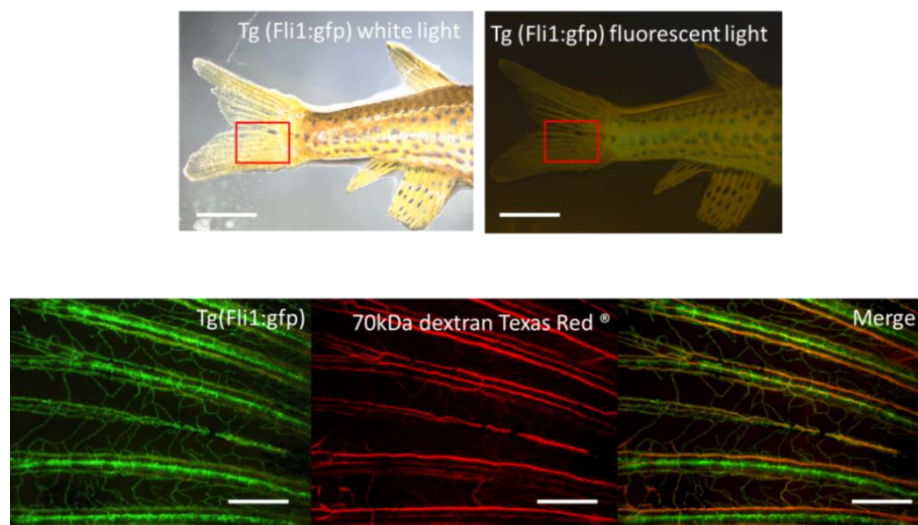 Tg (Fli1:gfp) white light
Tg (Fli1:gfp) fluorescent light
Tg(Fli1:gfp)
70kDa dextran Texas Red ®
Merge